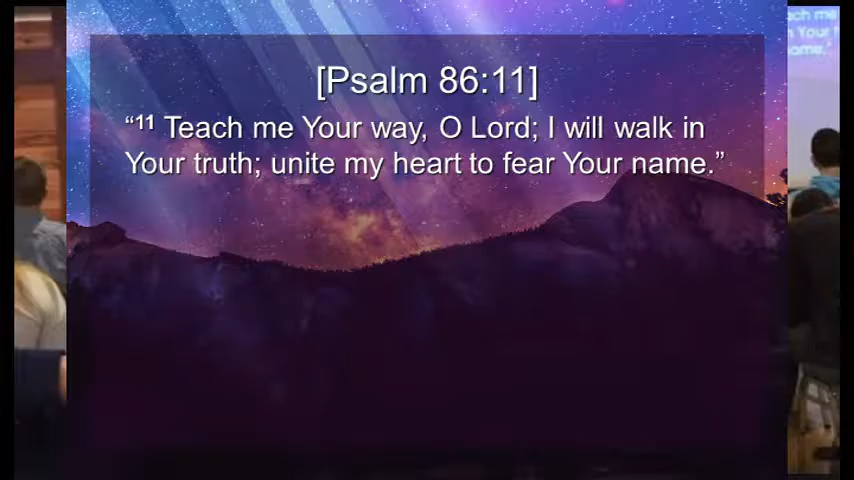 [Psalm 86:11]
“¹¹ Teach me Your way, O Lord; I will walk in
Your truth; unite my heart to fear Your name.”